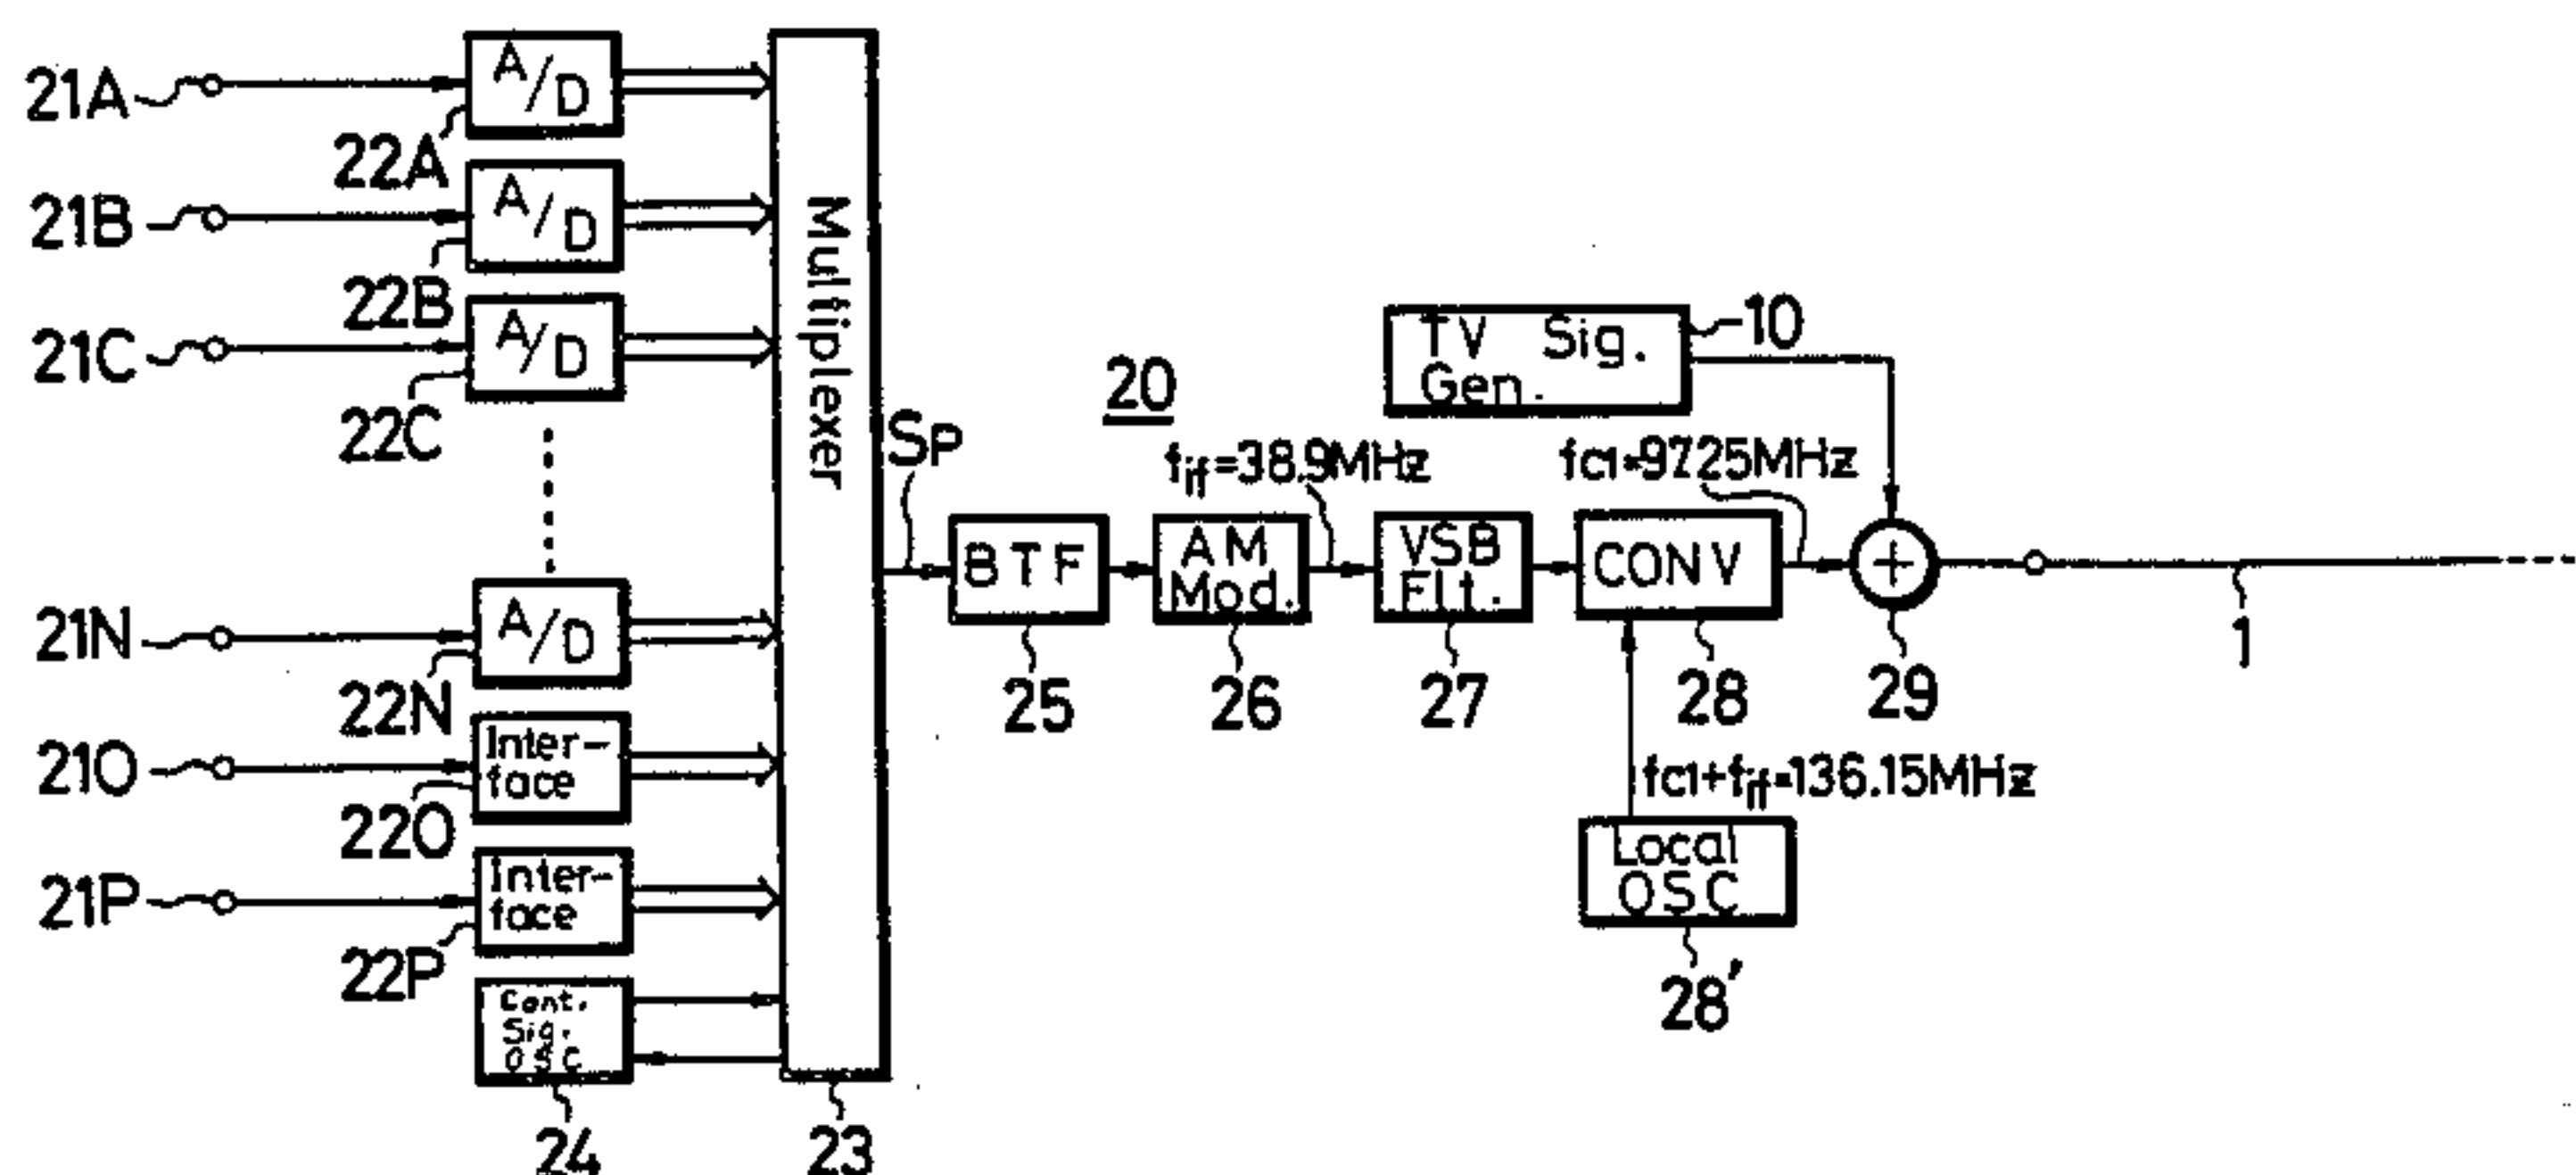 21A
A/D
22A
21B
A/D
22B
21C
A/D
22C
21N
A/D
22N
21O
Inter-
face
22O
21P
Inter-
face
22P
Cont.
Sig.
OSC
24
Multiplexer
23
SP
20
BTF
25
AM
Mod.
26
fif=38.9MHz
VSB
Flt.
27
CONV
28
fc1=97.25MHz
TV Sig.
Gen.
10
29
1
fc1+fif=136.15MHz
Local
OSC
28'